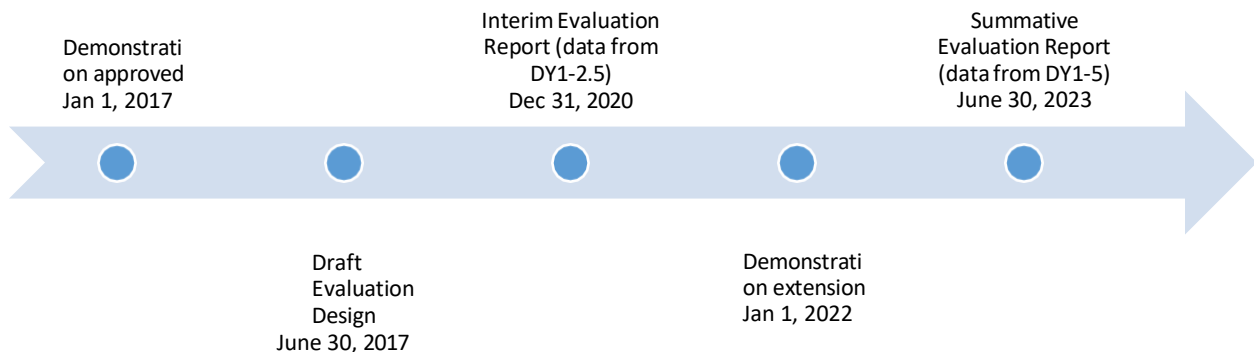 Demonstrati
on approved
Jan 1, 2017
Draft
Evaluation
Design
June 30, 2017
Interim Evaluation
Report (data from
DY1-2.5)
Dec 31, 2020
Demonstrati
on extension
Jan 1, 2022
Summative
Evaluation Report
(data from DY1-5)
June 30, 2023